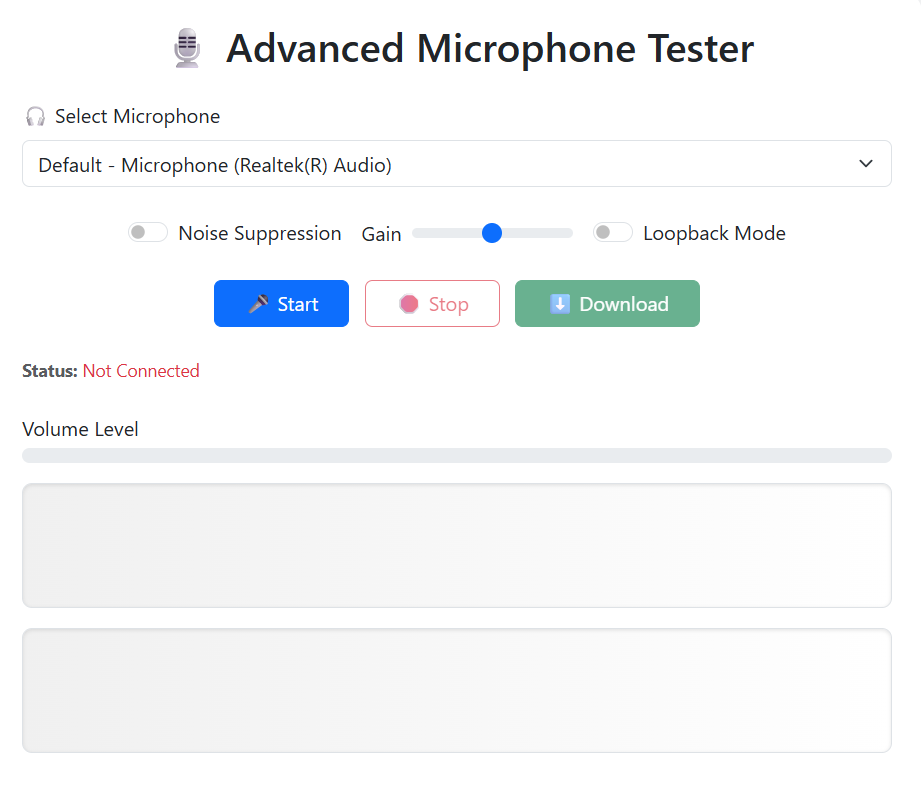 Advanced Microphone Tester
Select Microphone
Default - Microphone (Realtek(R) Audio)
Noise Suppression Gain Loopback Mode
Start Stop Download
Status: Not Connected
Volume Level